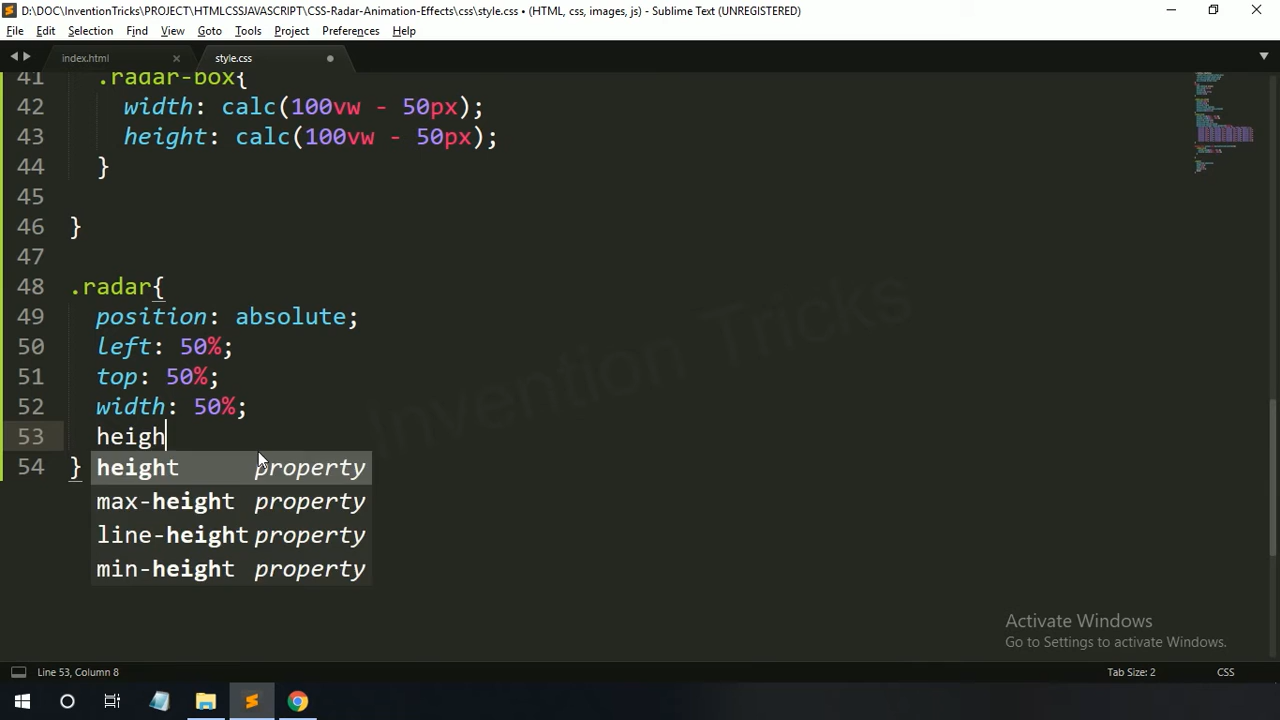 D:\DOC\InventionTricks\PROJECT\HTMLCSSJAVASCRIPT\CSS-Radar-Animation-Effects\css\style.css • (HTML, css, images, js) - Sublime Text (UNREGISTERED)
File Edit Selection Find View Goto Tools Project Preferences Help
index.html style.css
41 .radar-box{
42 width: calc(100vw - 50px);
43 height: calc(100vw - 50px);
44 }
45
46 }
47
48 .radar{
49 position: absolute;
50 left: 50%;
51 top: 50%;
52 width: 50%;
53 heigh
54 }
height property
max-height property
line-height property
min-height property
Invention Tricks
Activate Windows
Go to Settings to activate Windows.
Line 53, Column 8 Tab Size: 2 CSS